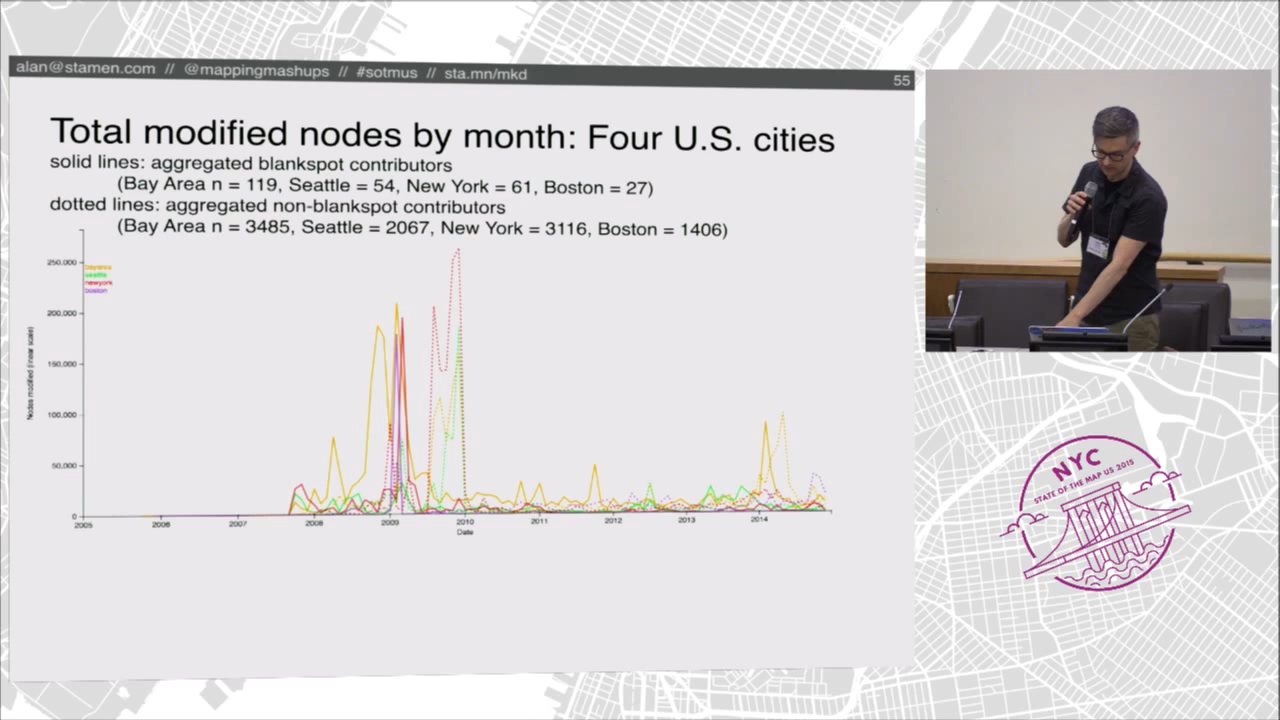 alan@stamen.com // @mappingmashups // #sotmus // sta.mn/mkd
55
Total modified nodes by month: Four U.S. cities
solid lines: aggregated blankspot contributors
(Bay Area n = 119, Seattle = 54, New York = 61, Boston = 27)
dotted lines: aggregated non-blankspot contributors
(Bay Area n = 3485, Seattle = 2067, New York = 3116, Boston = 1406)
250,000
bayarea
seattle
newyork
boston
200,000
150,000
100,000
50,000
0
Nodes modified (linear scale)
2005 2006 2007 2008 2009 2010 2011 2012 2013 2014
Date
NYC
STATE OF THE MAP US 2015